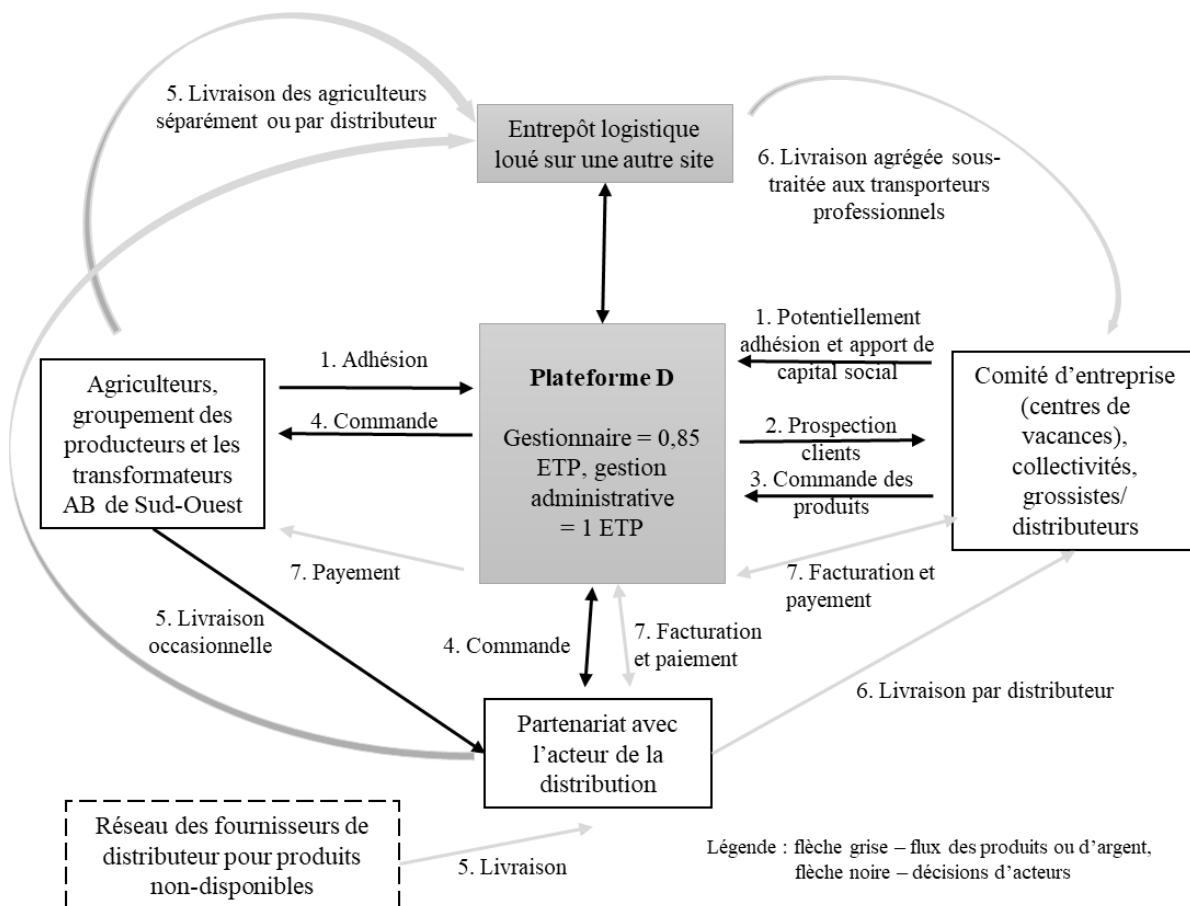 5. Livraison des agriculteurs
séparément ou par distributeur
Entrepôt logistique
loué sur une autre site
6. Livraison agrégée sous-
traitée aux transporteurs
professionnels
1. Adhésion
4. Commande
Agriculteurs,
groupement des
producteurs et les
transformateurs
AB de Sud-Ouest
Plateforme D
Gestionnaire = 0,85
ETP, gestion
administrative
= 1 ETP
1. Potentiellement
adhésion et apport de
capital social
2. Prospection
clients
3. Commande des
produits
Comité d’entreprise
(centres de
vacances),
collectivités,
grossistes/
distributeurs
7. Payement
7. Facturation et
payement
5. Livraison
occasionnelle
4. Commande
7. Facturation
et paiement
6. Livraison par distributeur
Partenariat avec
l’acteur de la
distribution
Réseau des fournisseurs de
distributeur pour produits
non-disponibles
5. Livraison
Légende : flèche grise – flux des produits ou d’argent,
flèche noire – décisions d’acteurs